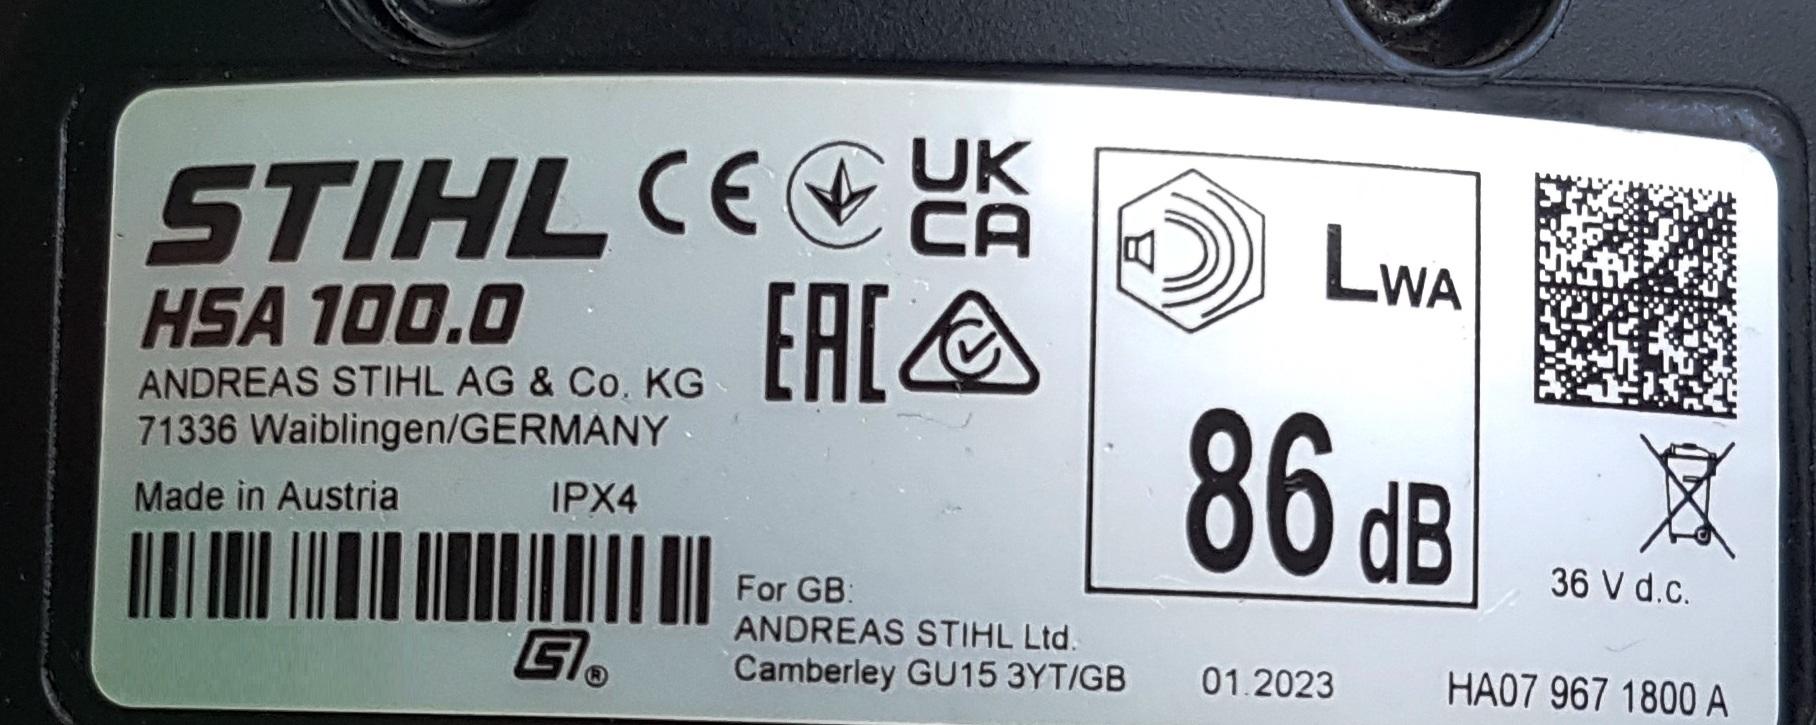 STIHL
HSA 100.0
ANDREAS STIHL AG & Co. KG
71336 Waiblingen/GERMANY
Made in Austria IPX4
CE
UK
CA
EAC
LWA
86 dB
36 V d.c.
For GB:
ANDREAS STIHL Ltd.
Camberley GU15 3YT/GB
01.2023
HA07 967 1800 A
®